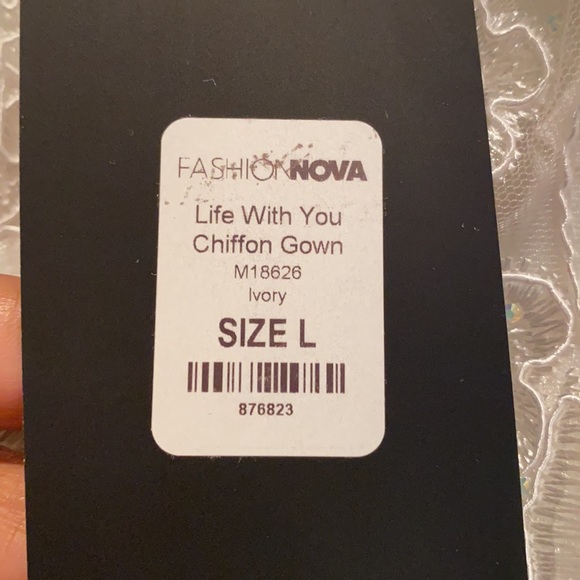 FASHIONNOVA
Life With You
Chiffon Gown
M18626
Ivory
SIZE L
876823